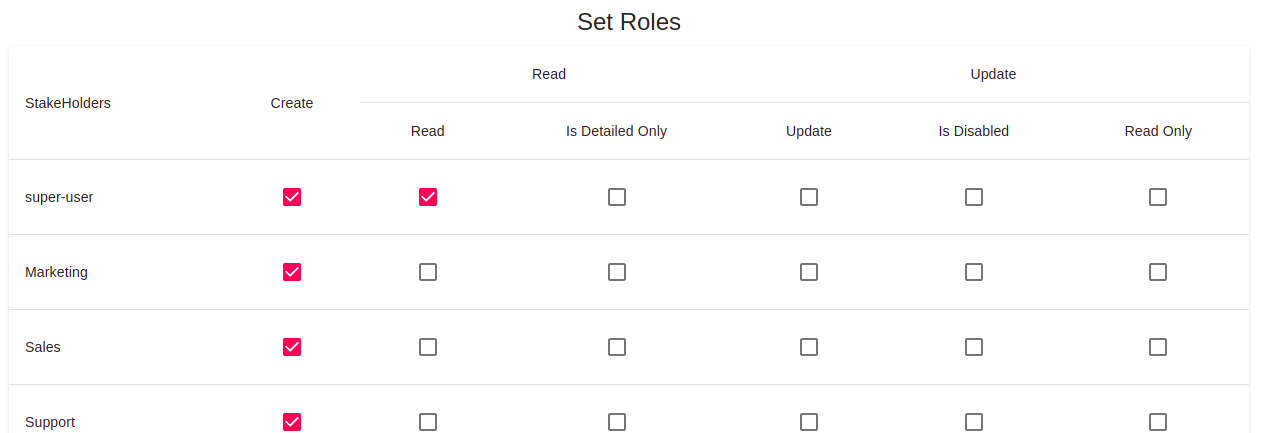 Set Roles
Read Update
StakeHolders Create
Read Is Detailed Only Update Is Disabled Read Only
super-user
Marketing
Sales
Support